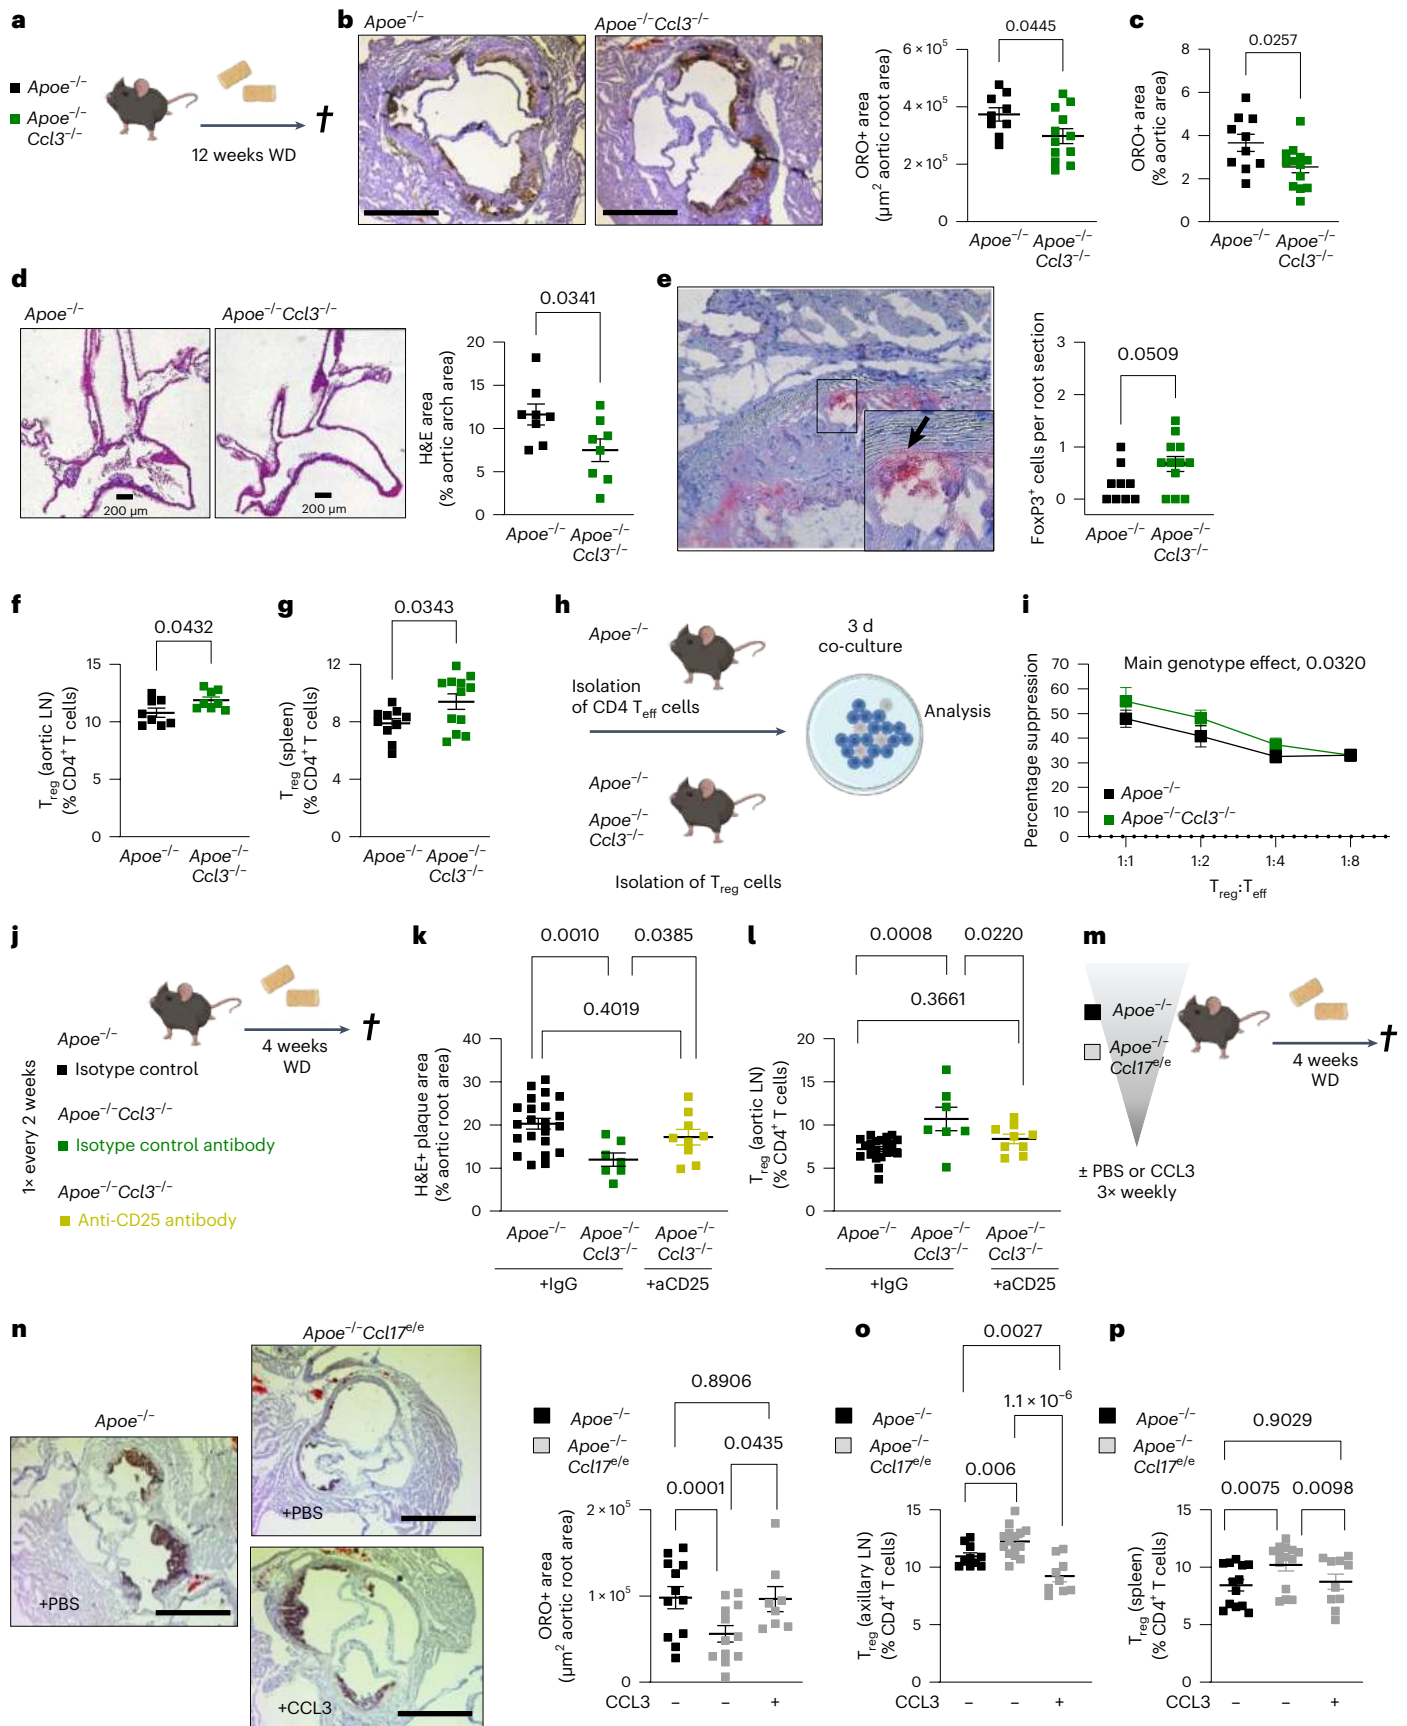 a
Apoe−/−
Apoe−/−
Ccl3−/−
12 weeks WD
†
b
Apoe−/−
Apoe−/−Ccl3−/−
0.0445
ORO+ area
(µm2 aortic root area)
6 × 10^5
4 × 10^5
2 × 10^5
0
Apoe−/−
Apoe−/−
Ccl3−/−
c
0.0257
ORO+ area
(% aortic area)
8
6
4
2
0
Apoe−/−
Apoe−/−
Ccl3−/−
d
Apoe−/−
Apoe−/−Ccl3−/−
200 µm
200 µm
0.0341
H&E area
(% aortic arch area)
20
15
10
5
0
Apoe−/−
Apoe−/−
Ccl3−/−
e
0.0509
FoxP3+ cells per root section
3
2
1
0
Apoe−/−
Apoe−/−
Ccl3−/−
f
0.0432
Treg (aortic LN)
(% CD4+ T cells)
15
10
5
0
Apoe−/−
Apoe−/−
Ccl3−/−
g
0.0343
Treg (spleen)
(% CD4+ T cells)
12
8
4
0
Apoe−/−
Apoe−/−
Ccl3−/−
h
Apoe−/−
Isolation
of CD4 Teff cells
Apoe−/−
Apoe−/−
Ccl3−/−
Isolation of Treg cells
3 d
co-culture
Analysis
i
Main genotype effect, 0.0320
Percentage suppression
70
60
50
40
30
20
10
0
Apoe−/−
Apoe−/−Ccl3−/−
1:1 1:2 1:4 1:8
Treg:Teff
j
1× every 2 weeks
Apoe−/−
Isotype control
Apoe−/−Ccl3−/−
Isotype control antibody
Apoe−/−Ccl3−/−
Anti-CD25 antibody
4 weeks
WD
†
k
0.0010
0.0385
0.4019
H&E+ plaque area
(% aortic root area)
40
30
20
10
0
Apoe−/−
Apoe−/−
Ccl3−/−
Apoe−/−
Ccl3−/−
+IgG
+aCD25
l
0.0008
0.0220
0.3661
Treg (aortic LN)
(% CD4+ T cells)
20
15
10
5
0
Apoe−/−
Apoe−/−
Ccl3−/−
Apoe−/−
Ccl3−/−
+IgG
+aCD25
m
Apoe−/−
Apoe−/−
Ccl17e/e
± PBS or CCL3
3× weekly
4 weeks
WD
†
n
Apoe−/−
+PBS
Apoe−/−Ccl17e/e
+PBS
+CCL3
Apoe−/−
Apoe−/−
Ccl17e/e
0.8906
0.0435
0.0001
ORO+ area
(µm2 aortic root area)
2 × 10^5
1 × 10^5
0
CCL3 − − +
o
0.0027
1.1 × 10−6
0.006
Apoe−/−
Apoe−/−
Ccl17e/e
Treg (axillary LN)
(% CD4+ T cells)
15
10
5
0
CCL3 − − +
p
Apoe−/−
Apoe−/−
Ccl17e/e
0.9029
0.0075
0.0098
Treg (spleen)
(% CD4+ T cells)
15
10
5
0
− − +